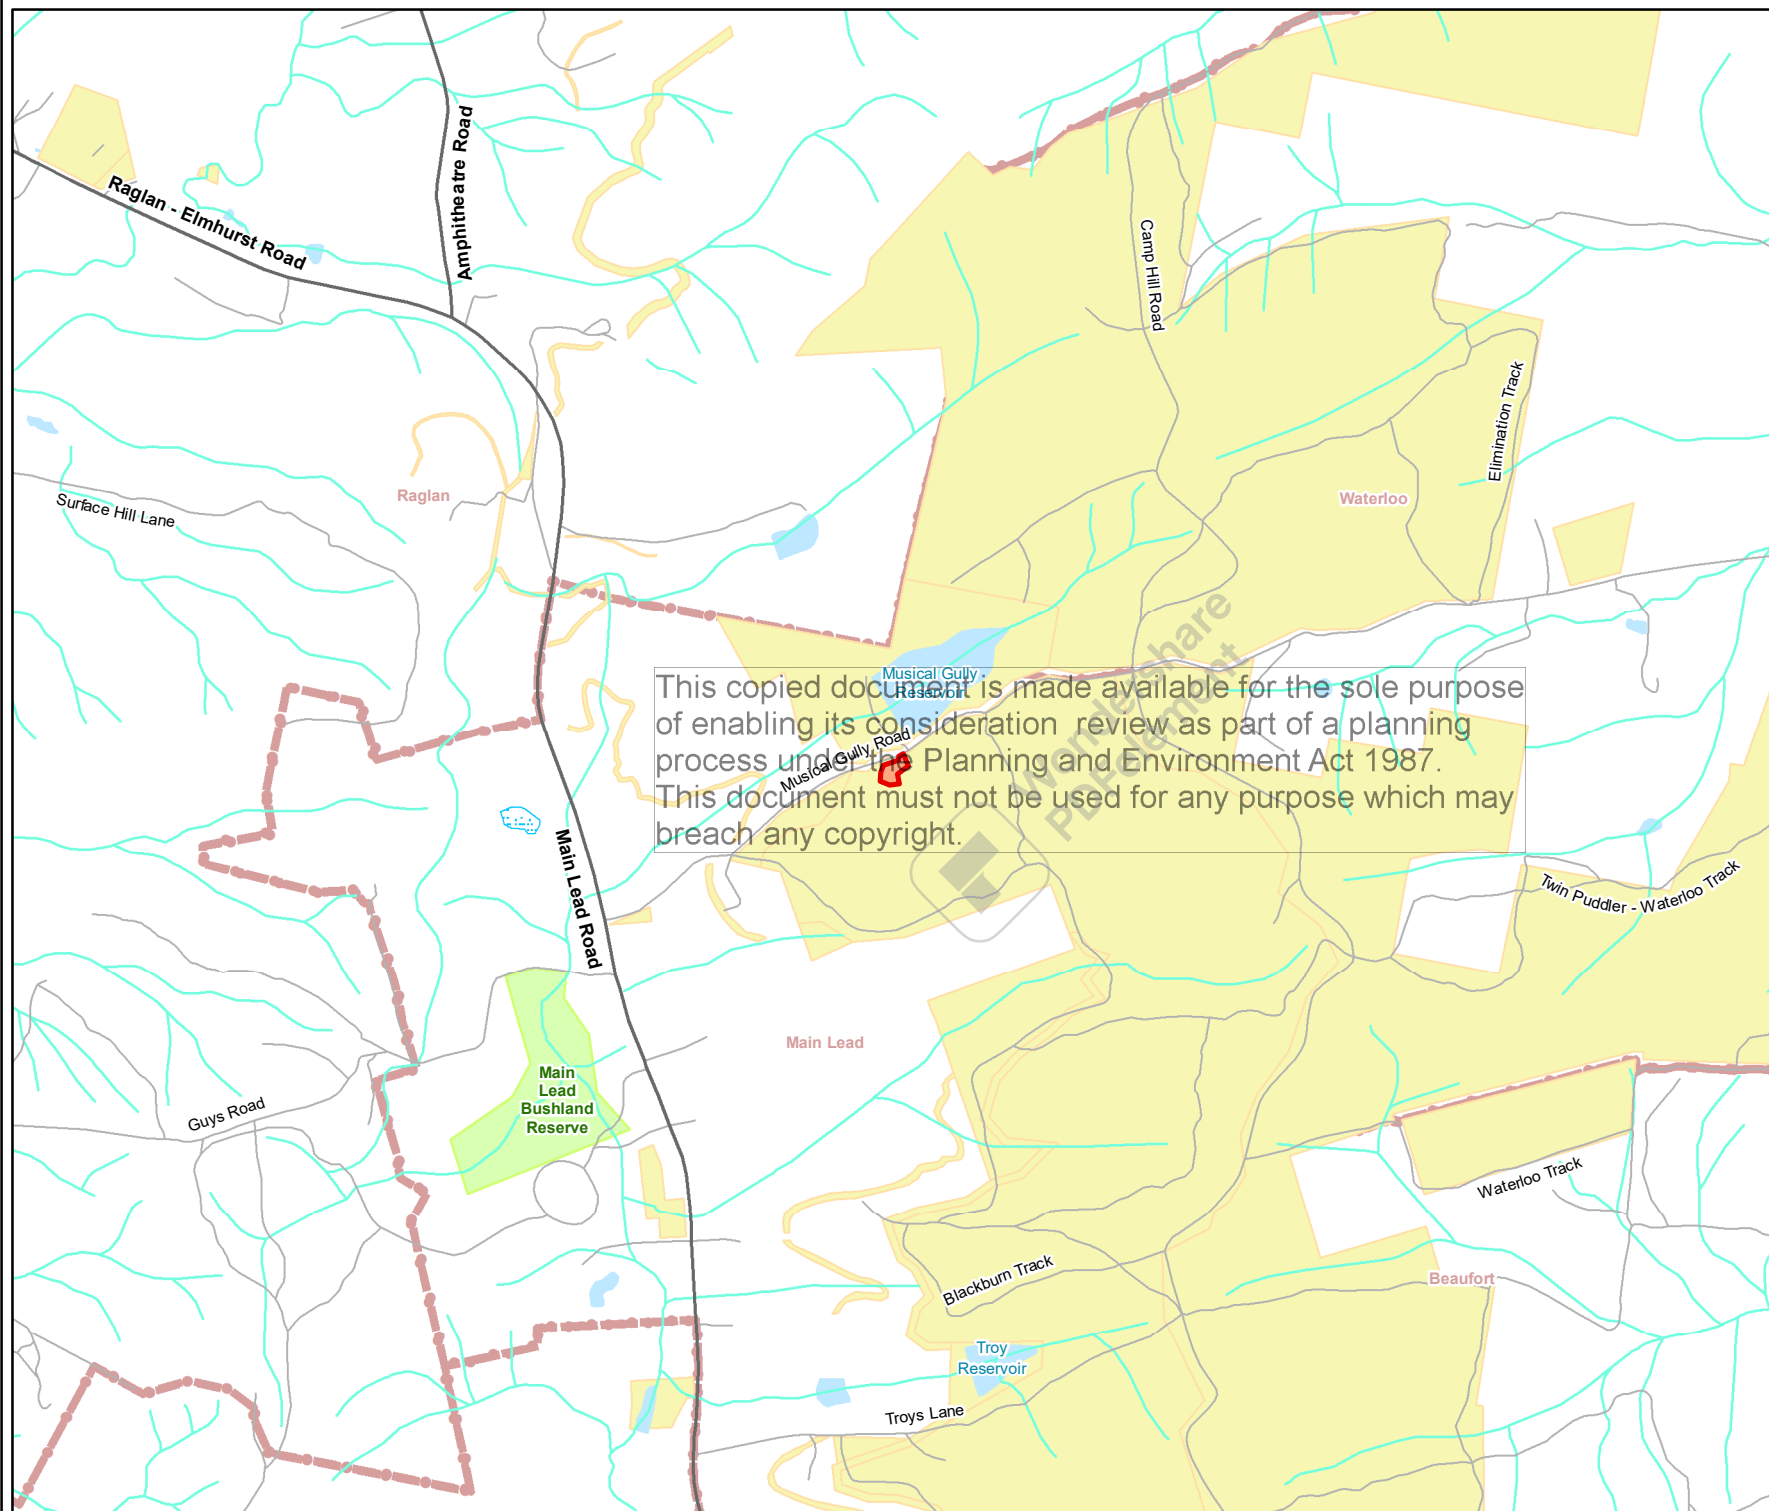 Raglan - Elmhurst Road
Amphitheatre Road
Camp Hill Road
Elimination Track
Raglan
Waterloo
Surface Hill Lane
Musical Gully
Reservoir
This copied document is made available for the sole purpose
of enabling its consideration  review as part of a planning
process under the Planning and Environment Act 1987.
This document must not be used for any purpose which may
breach any copyright.
Musical Gully Road
Wondershare
PDFelement
Main Lead Road
Twin Puddler - Waterloo Track
Main Lead
Main
Lead
Bushland
Reserve
Guys Road
Waterloo Track
Blackburn Track
Beaufort
Troy
Reservoir
Troys Lane